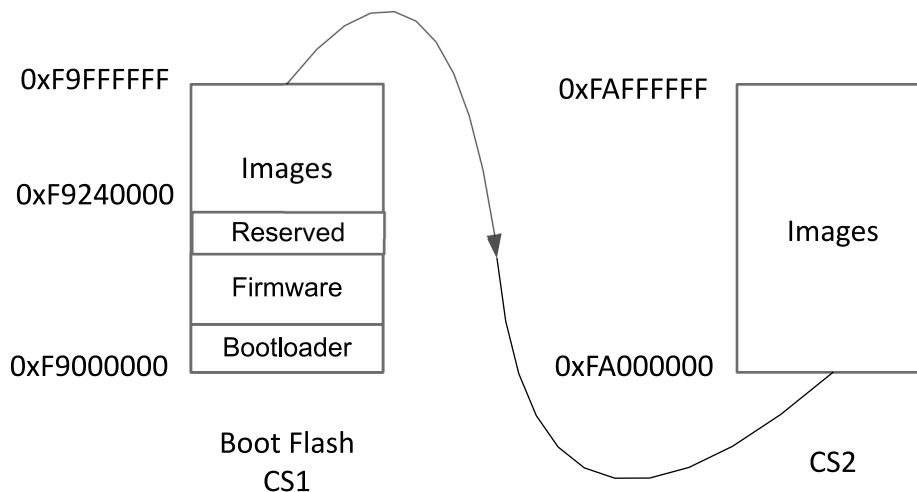 0xF9FFFFFF
Images
0xF9240000
Reserved
Firmware
Bootloader
0xF9000000
Boot Flash
CS1
0xFAFFFFFF
Images
0xFA000000
CS2